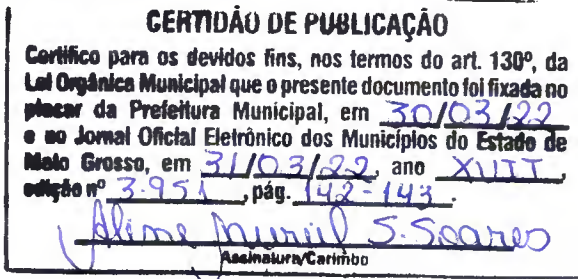 CERTIDÃO DE PUBLICAÇÃO
Certifico para os devidos fins, nos termos do art. 130º, da
Lei Orgânica Municipal que o presente documento foi fixada no
placar da Prefeitura Municipal, em 30/03/22
e no Jornal Oficial Eletrônico dos Municípios do Estado de
Mato Grosso, em 31/03/22, ano XVII,
edição nº 3.951, pág. 142-143.
Aline Muriel S. Soares
Assinatura/Carimbo